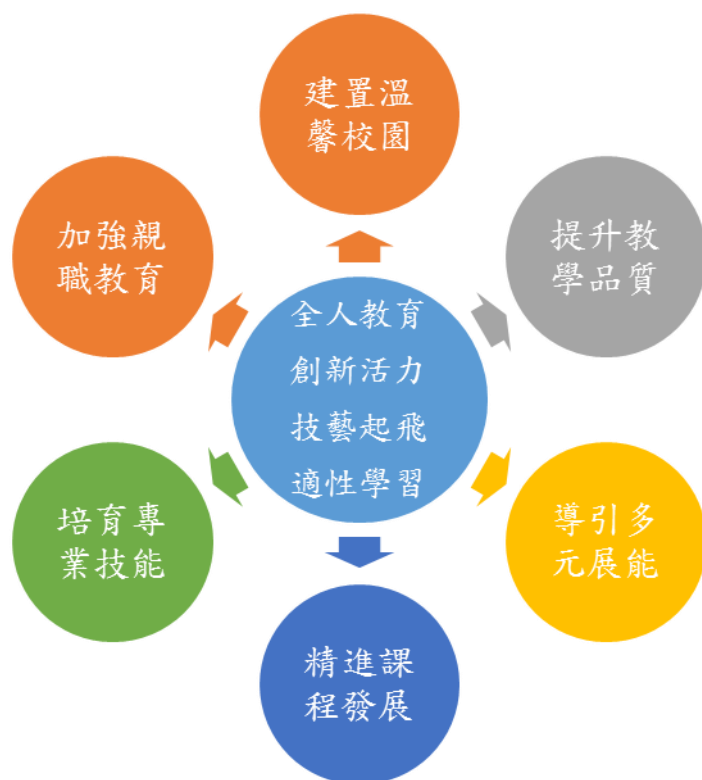 建置溫
馨校園
加強親
職教育
提升教
學品質
全人教育
創新活力
技藝起飛
適性學習
培育專
業技能
導引多
元展能
精進課
程發展